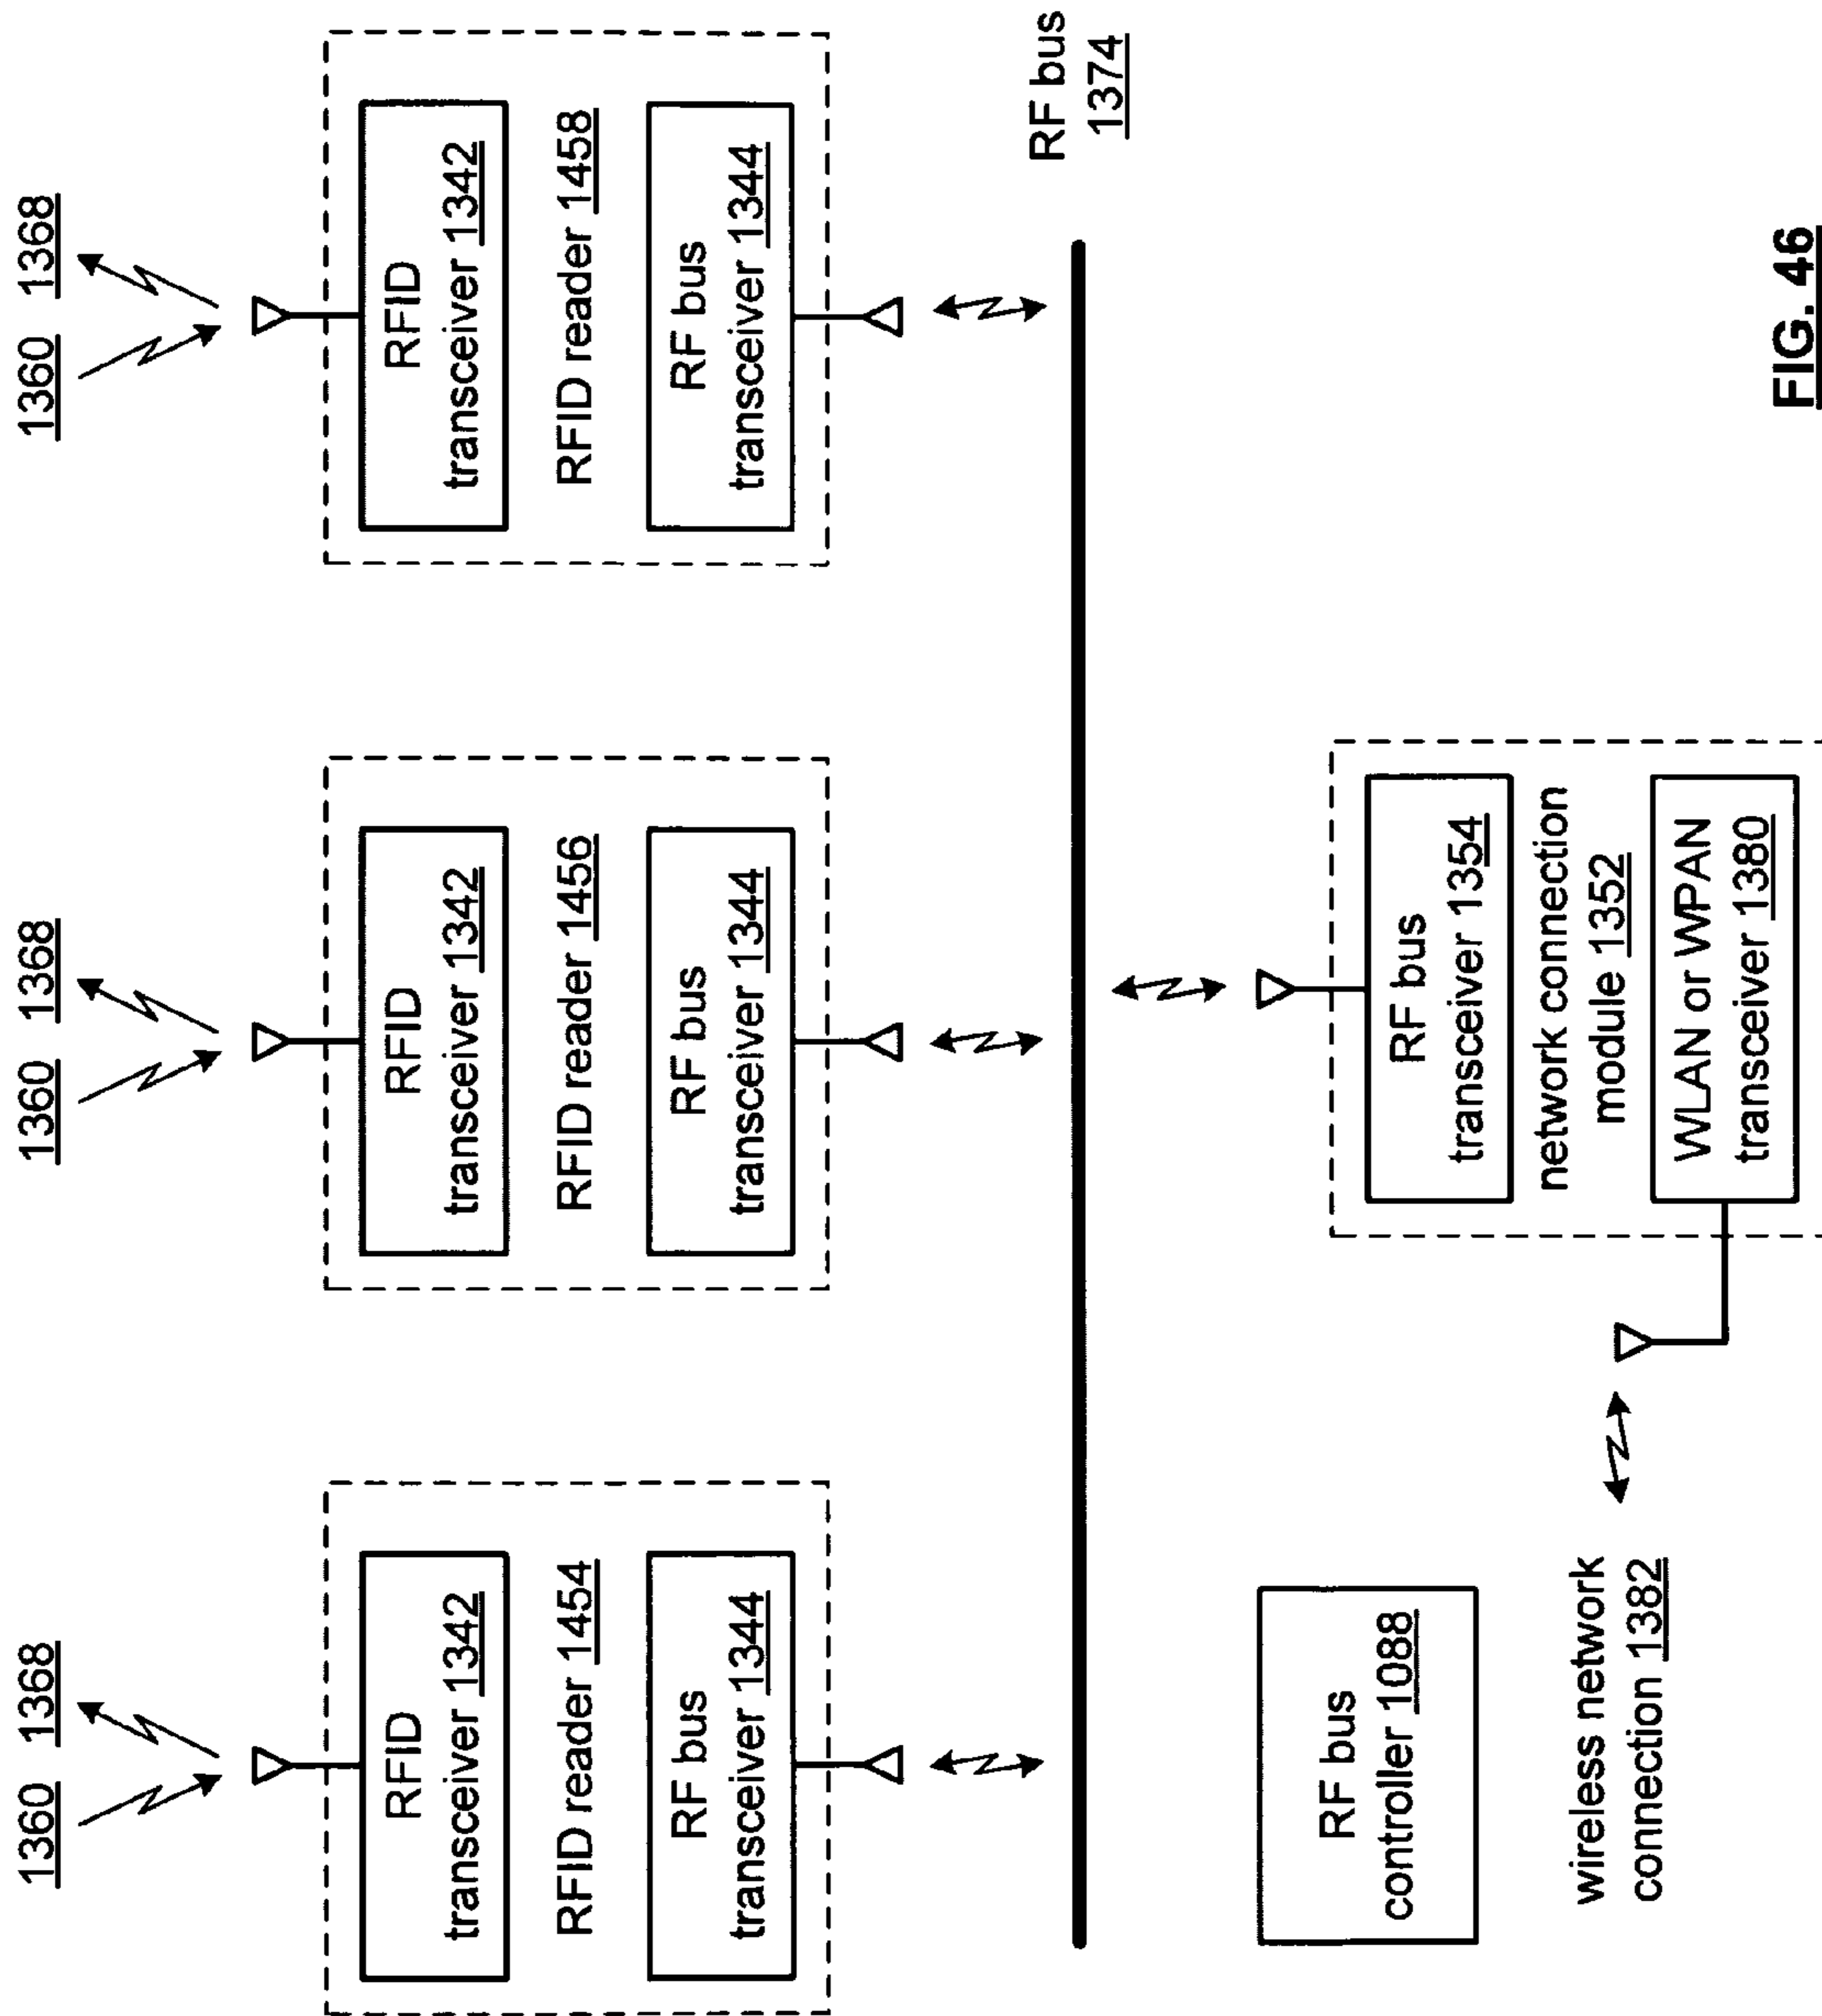 1360 1368
1360 1368
1360 1368
RFID
transceiver 1342
RFID reader 1454
RF bus
transceiver 1344
RFID
transceiver 1342
RFID reader 1456
RF bus
transceiver 1344
RFID
transceiver 1342
RFID reader 1458
RF bus
transceiver 1344
RF bus
1374
RF bus
controller 1088
wireless network
connection 1382
RF bus
transceiver 1354
network connection
module 1352
WLAN or WPAN
transceiver 1380
FIG. 46